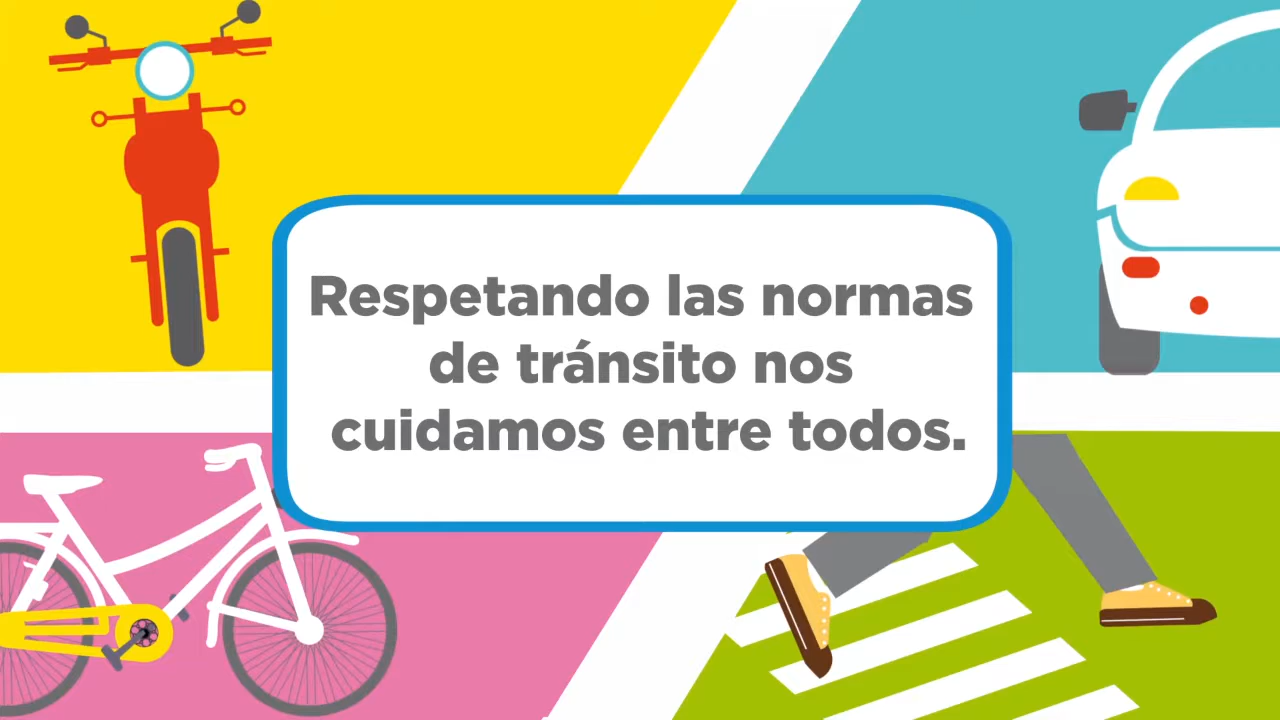 Respetando las normas
de tránsito nos
cuidamos entre todos.